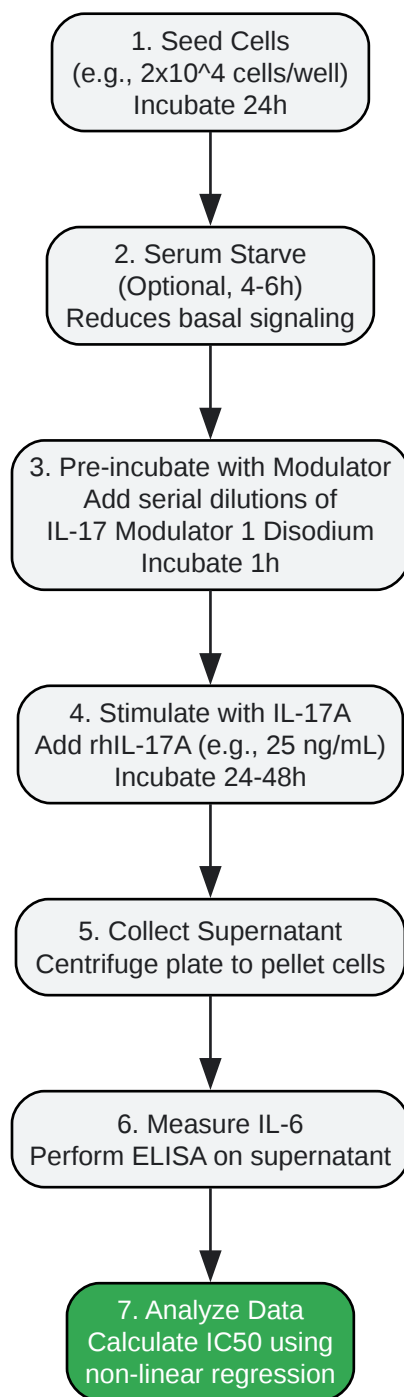 1. Seed Cells
(e.g., 2x10^4 cells/well)
Incubate 24h
2. Serum Starve
(Optional, 4-6h)
Reduces basal signaling
3. Pre-incubate with Modulator
Add serial dilutions of
IL-17 Modulator 1 Disodium
Incubate 1h
4. Stimulate with IL-17A
Add rhIL-17A (e.g., 25 ng/mL)
Incubate 24-48h
5. Collect Supernatant
Centrifuge plate to pellet cells
6. Measure IL-6
Perform ELISA on supernatant
7. Analyze Data
Calculate IC50 using
non-linear regression